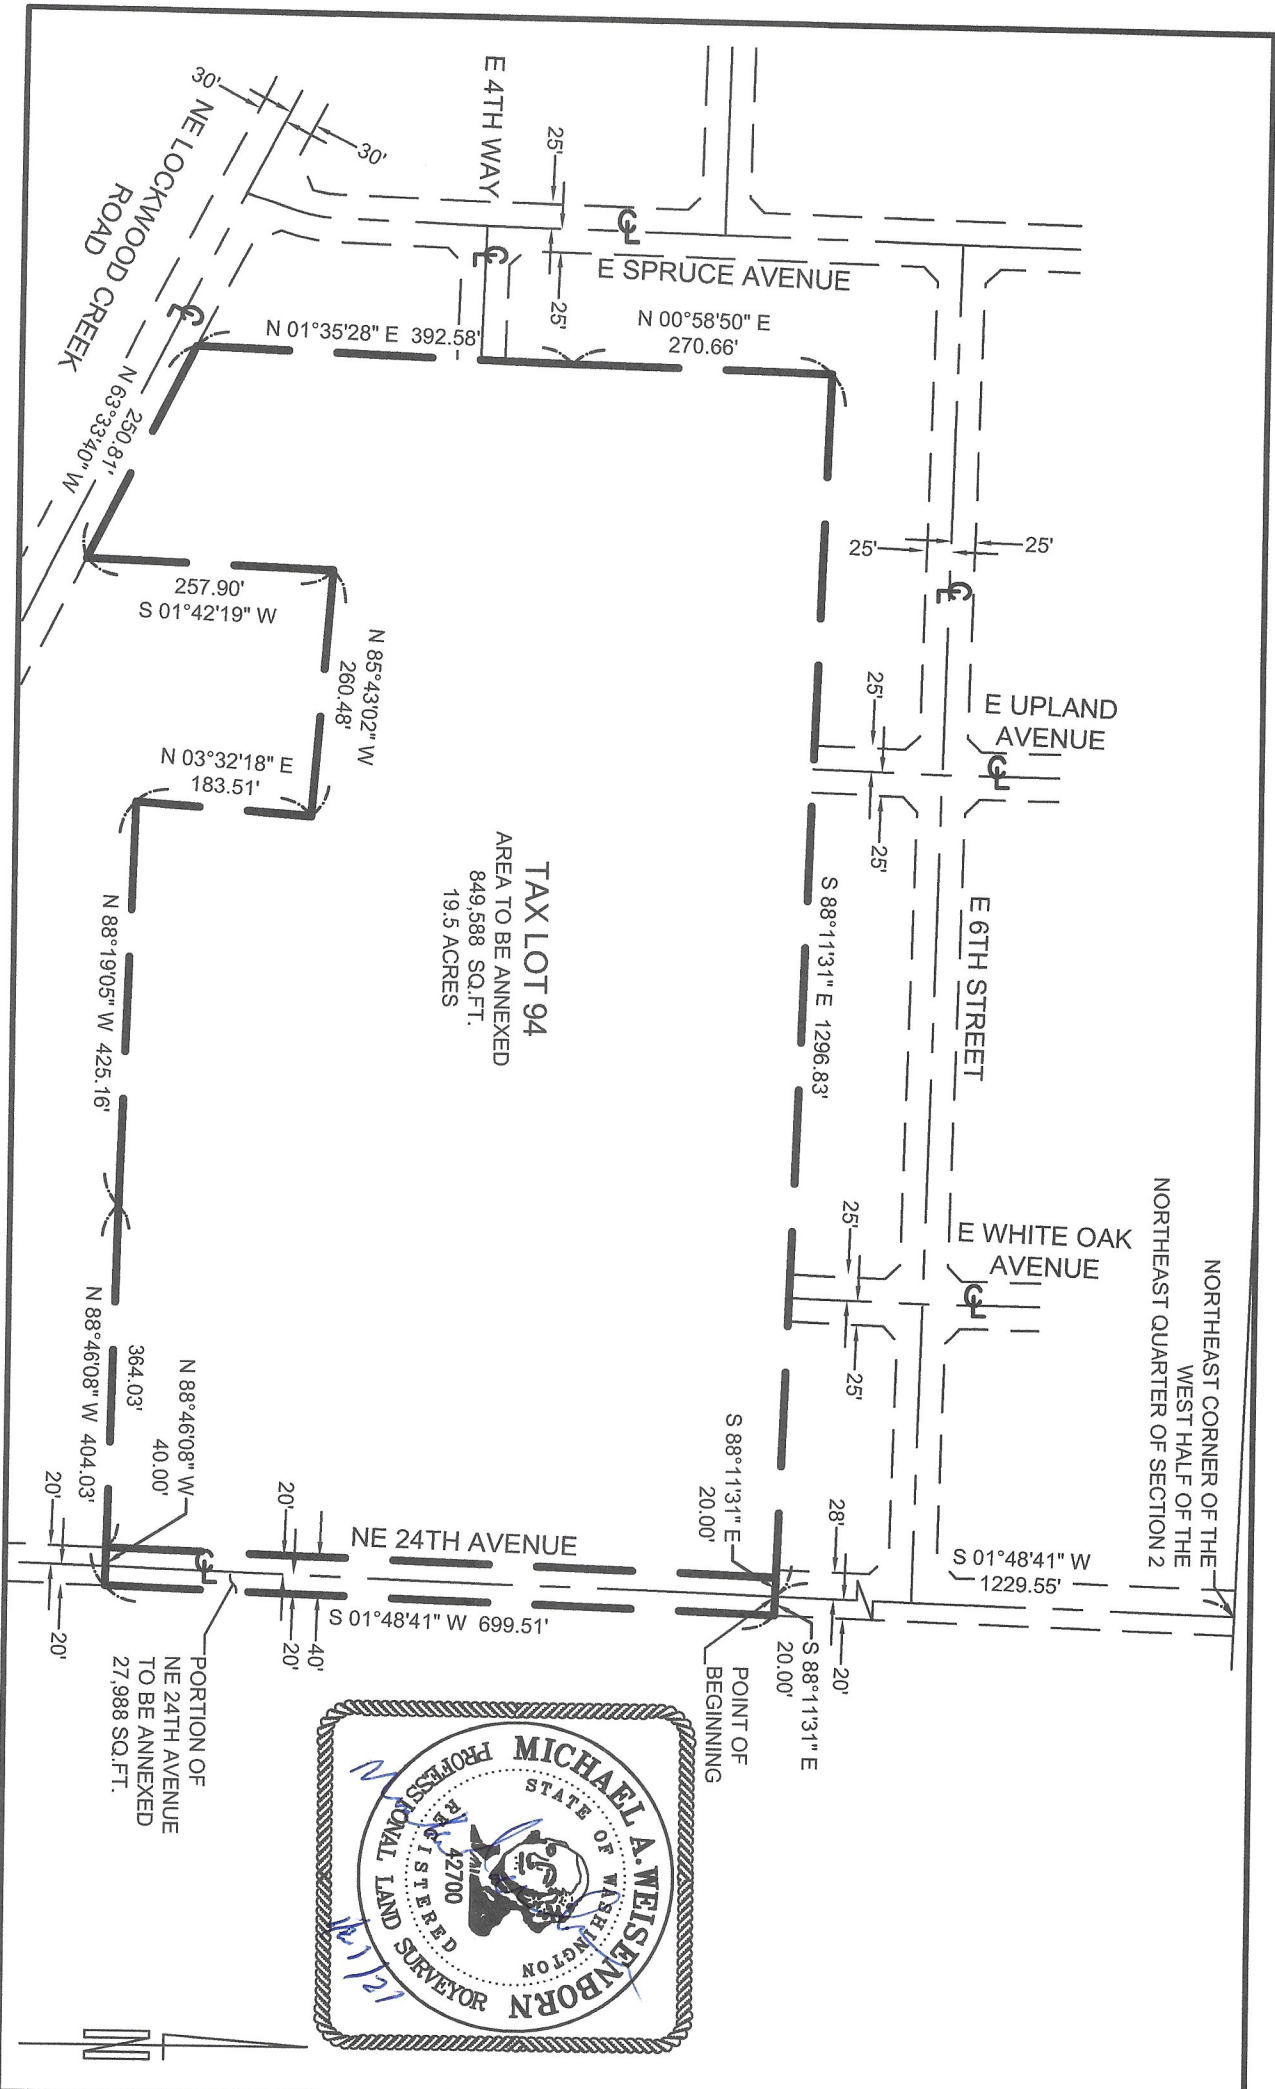 NORTHEAST CORNER OF THE
WEST HALF OF THE
NORTHEAST QUARTER OF SECTION 2
S 01°48'41" W
1229.55'
E UPLAND
AVENUE
E WHITE OAK
AVENUE
E 6TH STREET
25'
25'
25'
25'
25'
25'
28'
20'
E SPRUCE AVENUE
E 4TH WAY
25'
25'
30'
30'
NE LOCKWOOD CREEK
ROAD
N 00°58'50" E
270.66'
N 01°35'28" E 392.58'
250.81'
N 63°33'40" W
257.90'
S 01°42'19" W
N 85°43'02" W
260.48'
N 03°32'18" E
183.51'
S 88°11'31" E 1296.83'
TAX LOT 94
AREA TO BE ANNEXED
849,588 SQ.FT.
19.5 ACRES
N 88°19'05" W 425.16'
364.03'
N 88°46'08" W 404.03'
N 88°46'08" W
40.00'
S 88°11'31" E
20.00'
S 88°11'31" E
20.00'
POINT OF
BEGINNING
NE 24TH AVENUE
S 01°48'41" W 699.51'
20'
40'
20'
20'
20'
PORTION OF
NE 24TH AVENUE
TO BE ANNEXED
27,988 SQ.FT.
MICHAEL A. WEISENBORN
STATE OF WASHINGTON
42700
REGISTERED
PROFESSIONAL LAND SURVEYOR
N